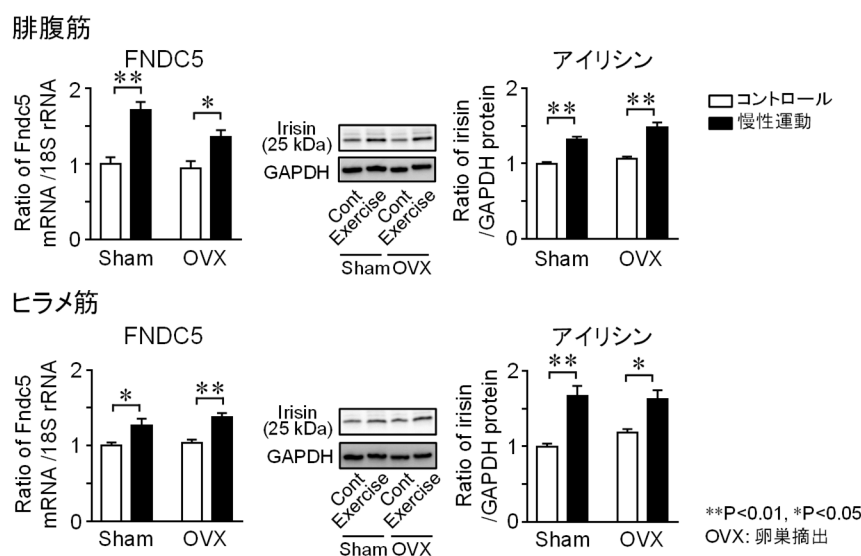 腓腹筋
FNDC5
Ratio of Fndc5
mRNA /18S rRNA
2
1
0
**
*
Sham
OVX
Irisin
(25 kDa)
GAPDH
Cont
Exercise
Cont
Exercise
Sham
OVX
アイリシン
Ratio of irisin
/GAPDH protein
2
1
0
**
**
Sham
OVX
コントロール
慢性運動
ヒラメ筋
FNDC5
Ratio of Fndc5
mRNA /18S rRNA
2
1
0
*
**
Sham
OVX
Irisin
(25 kDa)
GAPDH
Cont
Exercise
Cont
Exercise
Sham
OVX
アイリシン
Ratio of irisin
/GAPDH protein
2
1
0
**
*
Sham
OVX
**P<0.01, *P<0.05
OVX: 卵巣摘出